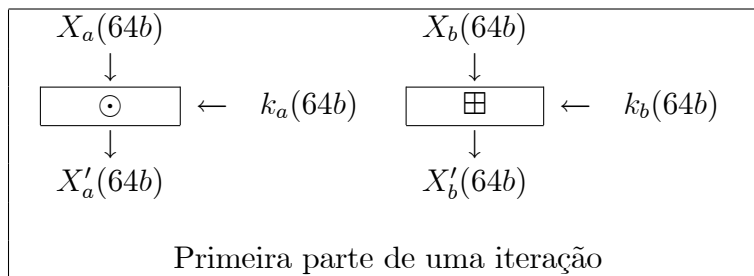 X_a(64b) X_b(64b)
⊙ ← k_a(64b) ⊞ ← k_b(64b)
X'_a(64b) X'_b(64b)
Primeira parte de uma iteração